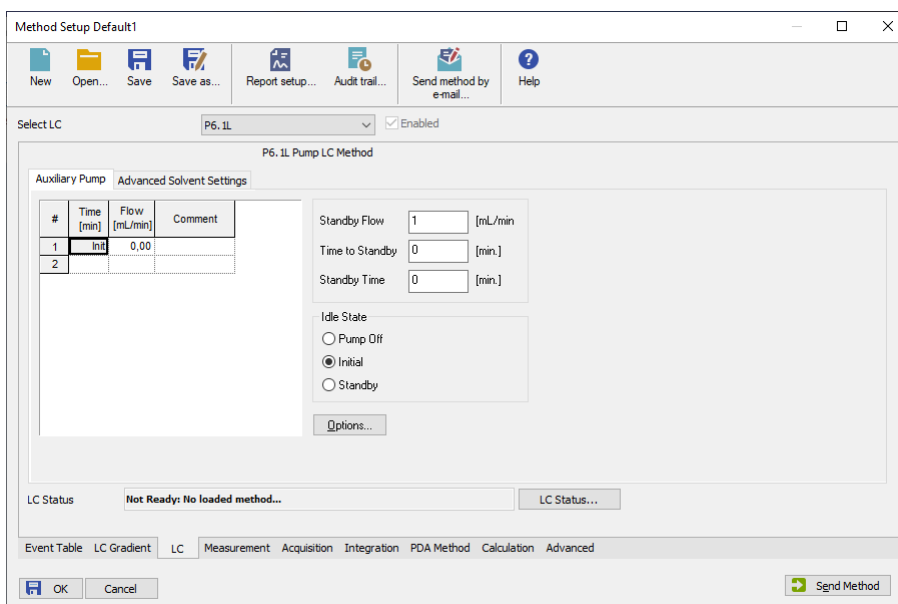 Method Setup Default1
New Open... Save Save as... Report setup... Audit trail... Send method by e-mail... Help
Select LC P6.1L Enabled
P6.1L Pump LC Method
Auxiliary Pump Advanced Solvent Settings
# Time [min] Flow [mL/min] Comment
1 Init 0,00
2
Standby Flow 1 [mL/min
Time to Standby 0 [min.]
Standby Time 0 [min.]
Idle State
Pump Off
Initial
Standby
Options...
LC Status Not Ready: No loaded method... LC Status...
Event Table LC Gradient LC Measurement Acquisition Integration PDA Method Calculation Advanced
OK Cancel Send Method